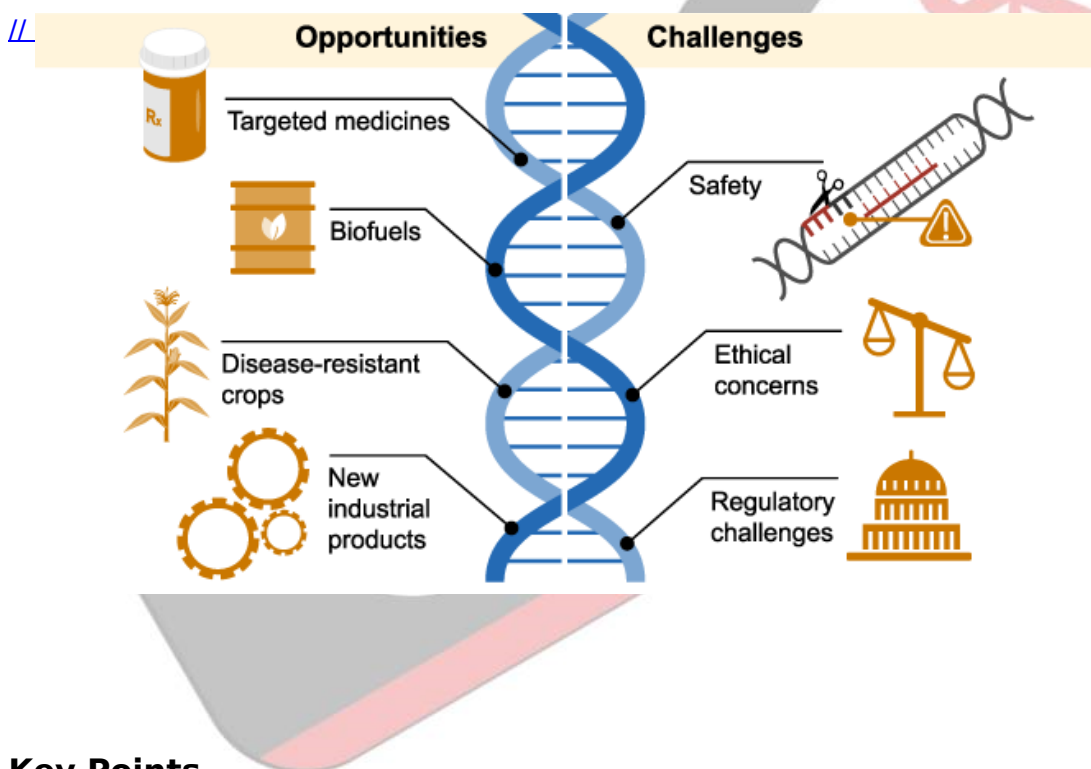 //
Opportunities
Challenges
Rx
Targeted medicines
Safety
Biofuels
Ethical
concerns
Disease-resistant
crops
New
industrial
products
Regulatory
challenges
Key Points